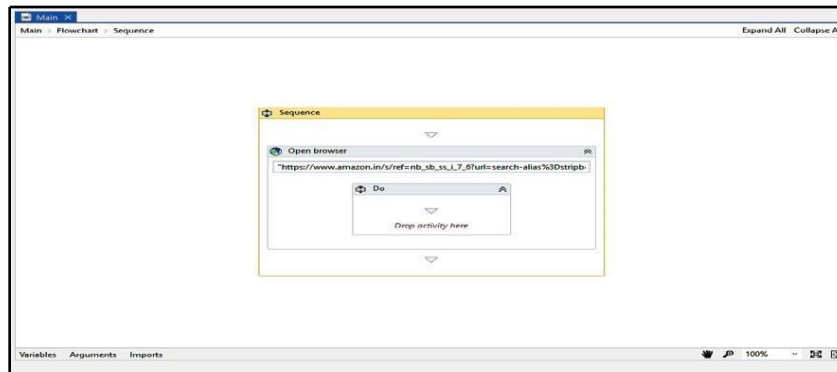 Main
Main > Flowchart > Sequence
Expand All Collapse A
Sequence
Open browser
"https://www.amazon.in/s/ref=nb_sb_ss_i_7_6?url=search-alias%3Dstripb
Do
Drop activity here
Variables Arguments Imports
100%